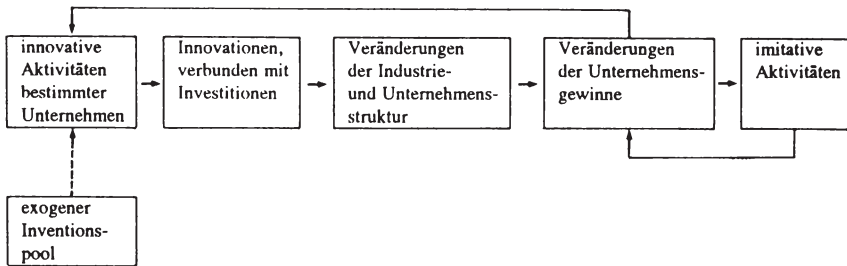 innovative
Aktivitäten
bestimmter
Unternehmen
Innovationen,
verbunden mit
Investitionen
Veränderungen
der Industrie-
und Unternehmens-
struktur
Veränderungen
der Unternehmens-
gewinne
imitative
Aktivitäten
exogener
Inventions-
pool